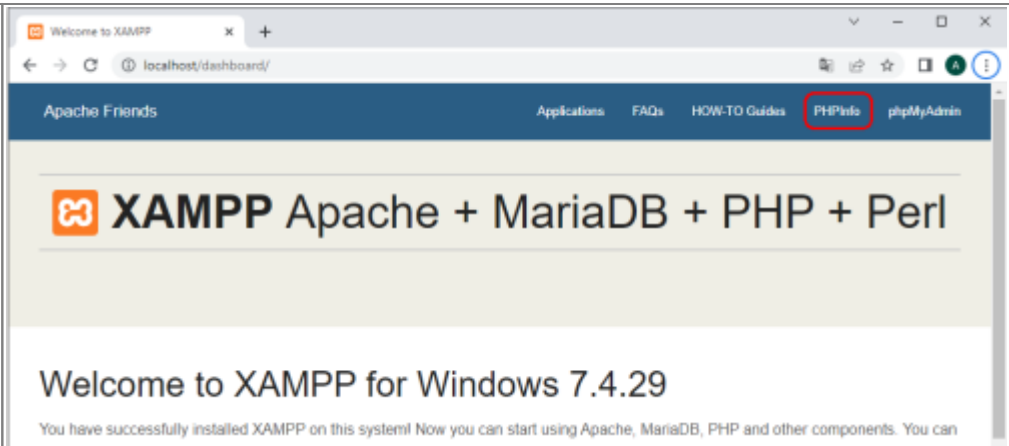 Welcome to XAMPP
localhost/dashboard/
A
Apache Friends Applications FAQs HOW-TO Guides PHPInfo phpMyAdmin
XAMPP Apache + MariaDB + PHP + Perl
Welcome to XAMPP for Windows 7.4.29
You have successfully installed XAMPP on this system! Now you can start using Apache, MariaDB, PHP and other components. You can